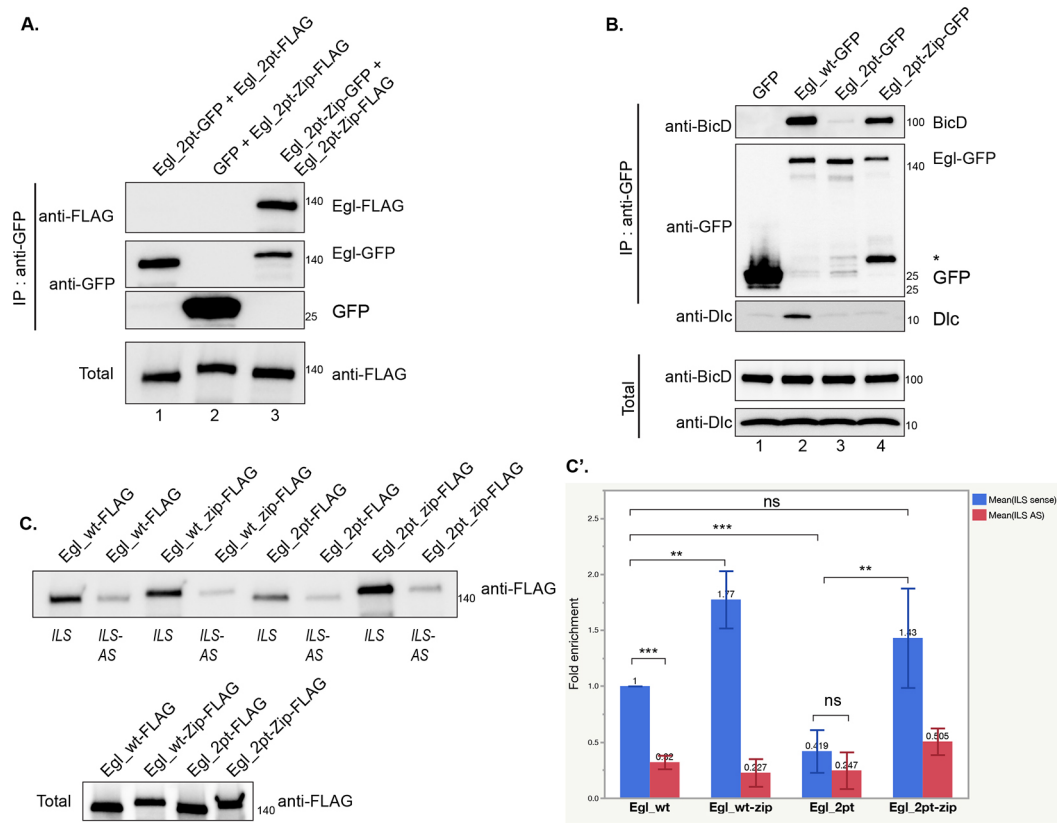 A.
Egl_2pt-GFP + Egl_2pt-FLAG
GFP + Egl_2pt-Zip-FLAG
Egl_2pt-Zip-GFP +
Egl_2pt-Zip-FLAG
IP : anti-GFP
anti-FLAG
140
Egl-FLAG
anti-GFP
140
Egl-GFP
25
GFP
Total
140
anti-FLAG
1 2 3
B.
GFP
Egl_wt-GFP
Egl_2pt-GFP
Egl_2pt-Zip-GFP
IP : anti-GFP
anti-BicD
100
BicD
anti-GFP
140
Egl-GFP
*
25
GFP
25
anti-Dlc
10
Dlc
Total
anti-BicD
100
anti-Dlc
10
1 2 3 4
C.
Egl_wt-FLAG
Egl_wt-FLAG
Egl_wt_zip-FLAG
Egl_wt_zip-FLAG
Egl_2pt-FLAG
Egl_2pt-FLAG
Egl_2pt_zip-FLAG
Egl_2pt_zip-FLAG
140
anti-FLAG
ILS ILS- ILS ILS- ILS ILS- ILS ILS-
AS AS AS AS
Egl_wt-FLAG
Egl_wt-Zip-FLAG
Egl_2pt-FLAG
Egl_2pt-Zip-FLAG
Total
140
anti-FLAG
C'.
Mean(ILS sense)
Mean(ILS AS)
Fold enrichment
2.5
2.0
1.5
1.0
0.5
0.0
ns
***
**
**
***
ns
1
0.32
1.77
0.227
0.419
0.247
1.43
0.505
Egl_wt Egl_wt-zip Egl_2pt Egl_2pt-zip